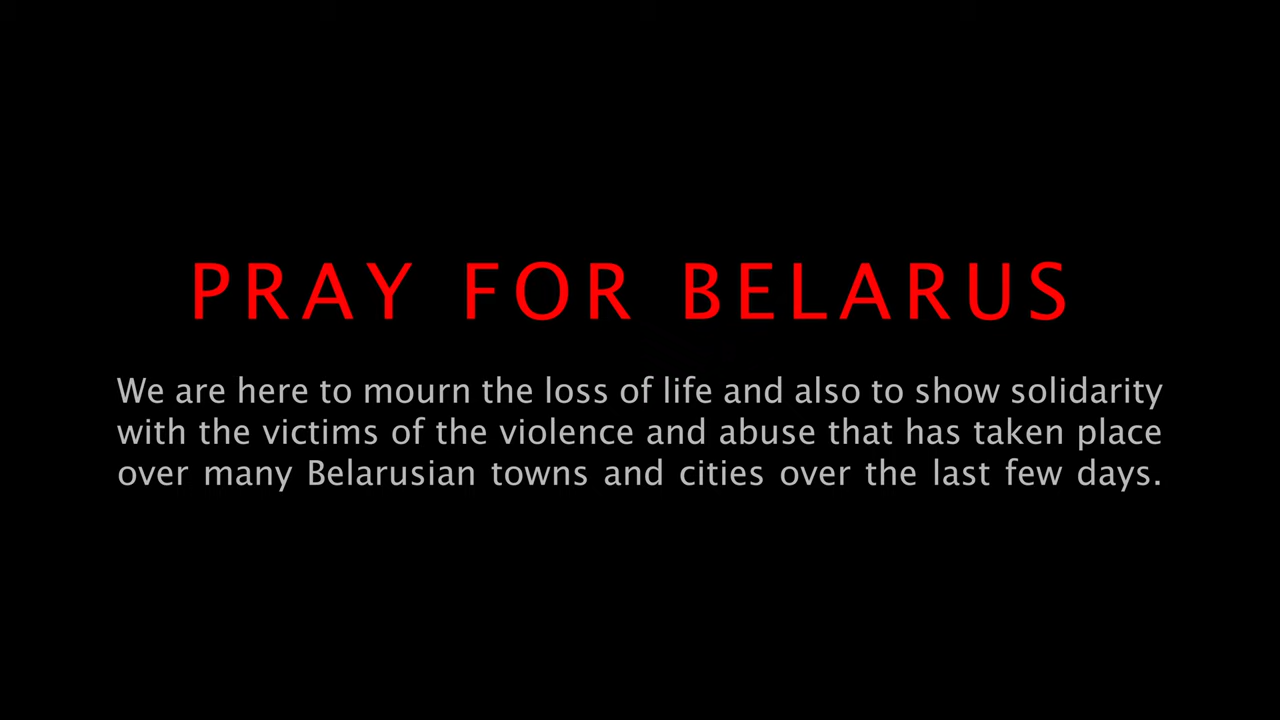 PRAY FOR BELARUS
We are here to mourn the loss of life and also to show solidarity
with the victims of the violence and abuse that has taken place
over many Belarusian towns and cities over the last few days.